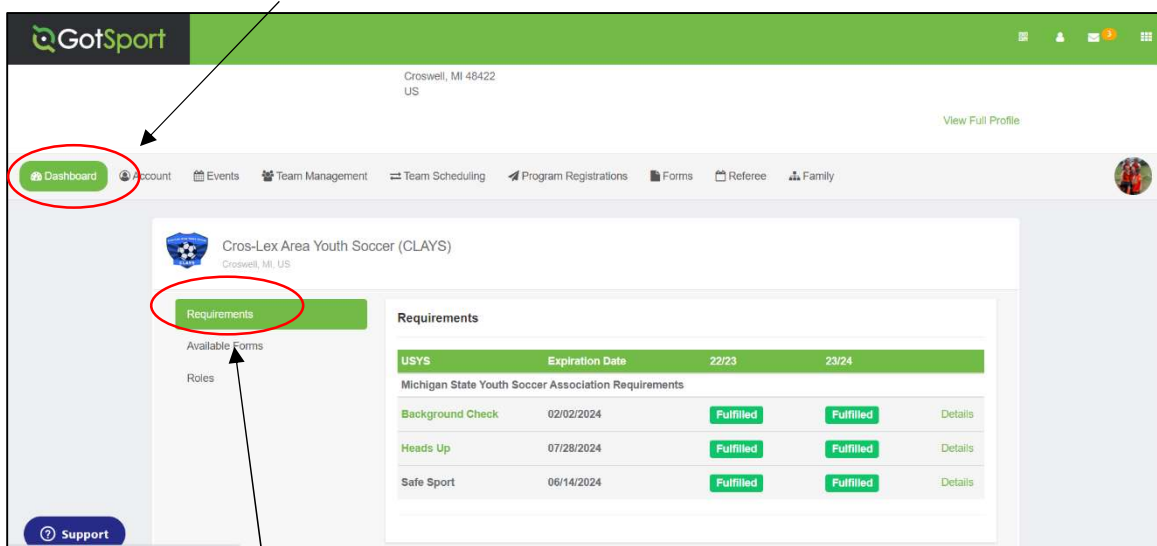 GotSport
3
Croswell, MI 48422
US
View Full Profile
Dashboard Account Events Team Management Team Scheduling Program Registrations Forms Referee Family
Cros-Lex Area Youth Soccer (CLAYS)
Croswell, MI, US
Requirements
Available Forms
Roles
Requirements
USYS Expiration Date 22/23 23/24
Michigan State Youth Soccer Association Requirements
Background Check 02/02/2024 Fulfilled Fulfilled Details
Heads Up 07/28/2024 Fulfilled Fulfilled Details
Safe Sport 06/14/2024 Fulfilled Fulfilled Details
Support